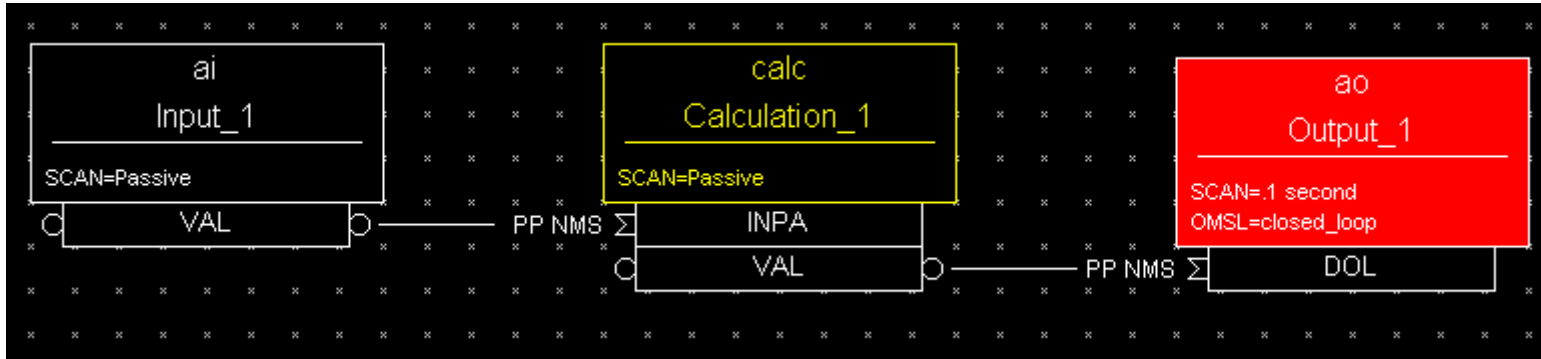 ai
Input_1
SCAN=Passive
VAL
PP NMS
calc
Calculation_1
SCAN=Passive
INPA
VAL
PP NMS
ao
Output_1
SCAN=.1 second
OMSL=closed_loop
DOL